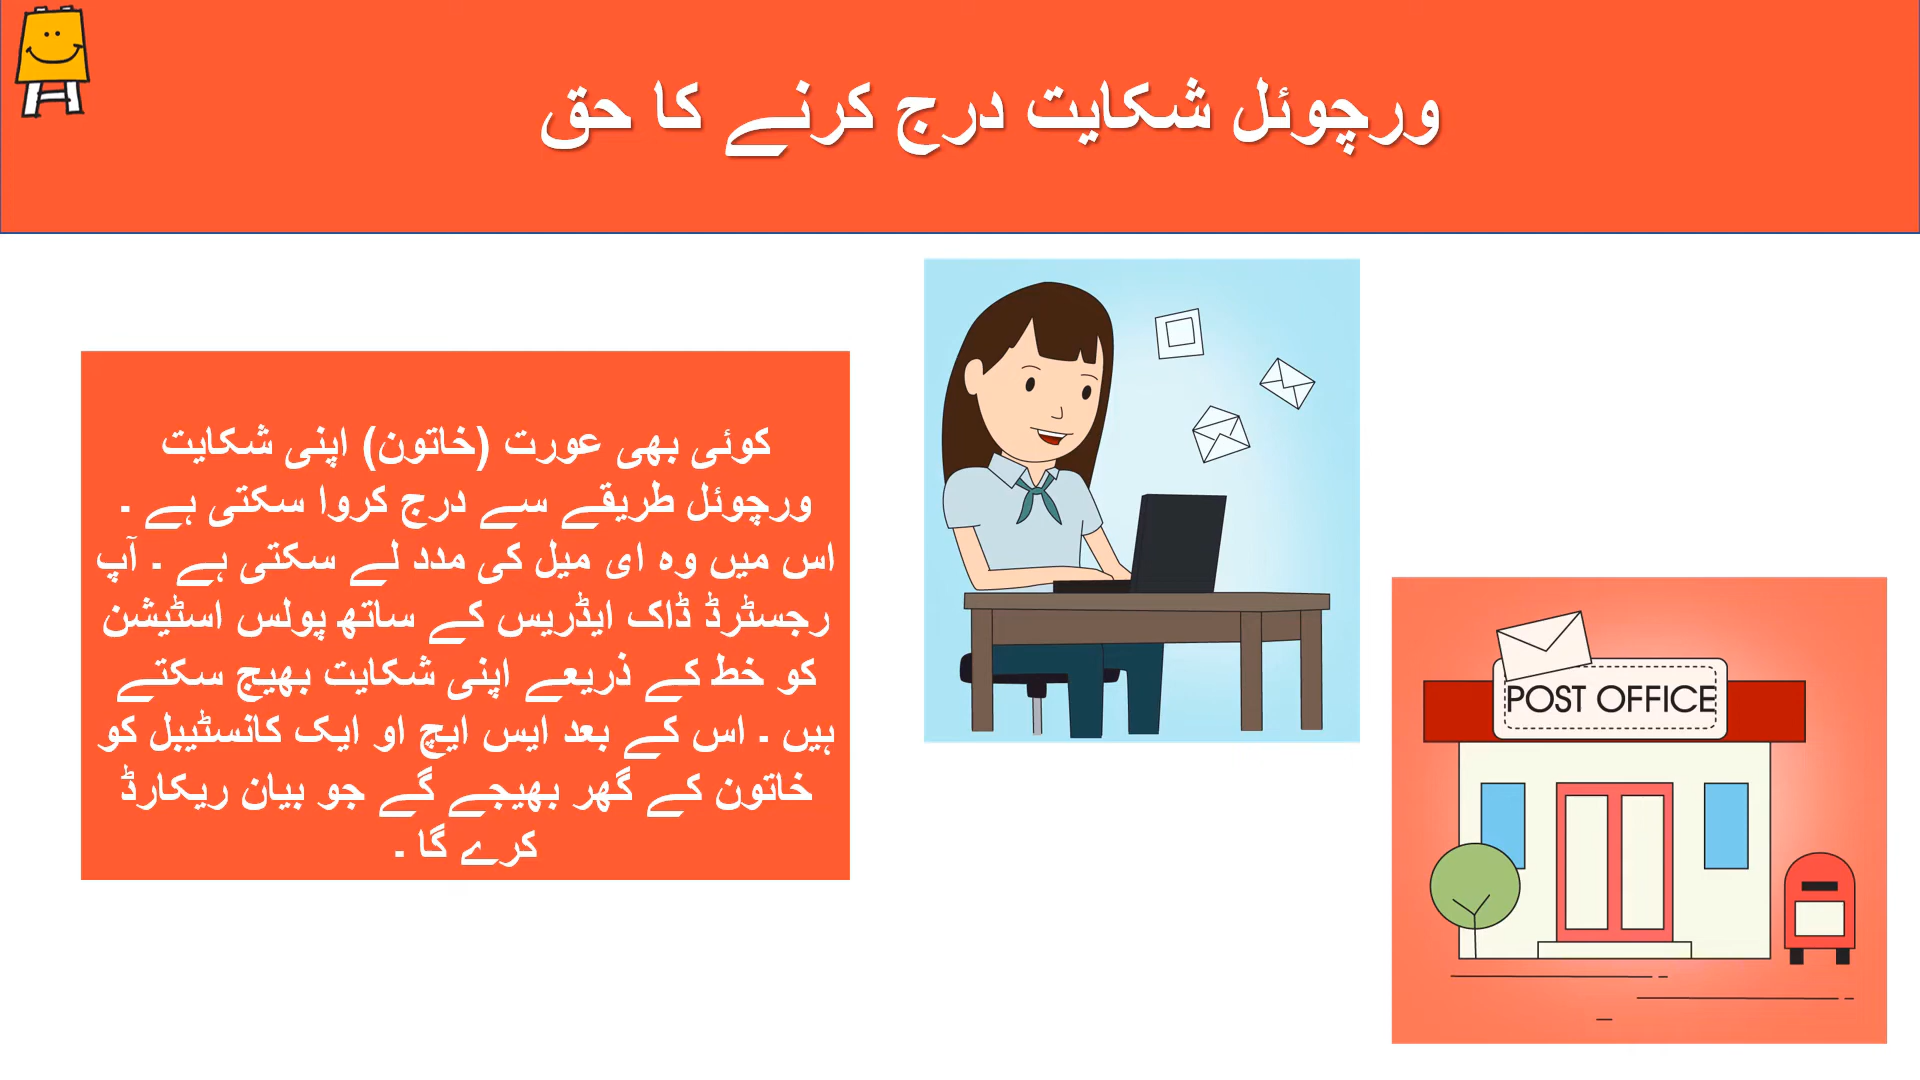 ورچوئل شکایت درج کرنے کا حق
کوئی بھی عورت (خاتون) اپنی شکایت
ورچوئل طریقے سے درج کروا سکتی ہے ۔
اس میں وہ ای میل کی مدد لے سکتی ہے ۔ آپ
رجسٹرڈ ڈاک ایڈریس کے ساتھ پولس اسٹیشن
کو خط کے ذریعے اپنی شکایت بھیج سکتے
ہیں ۔ اس کے بعد ایس ایچ او ایک کانسٹیبل کو
خاتون کے گھر بھیجے گے جو بیان ریکارڈ
کرے گا ۔
POST OFFICE